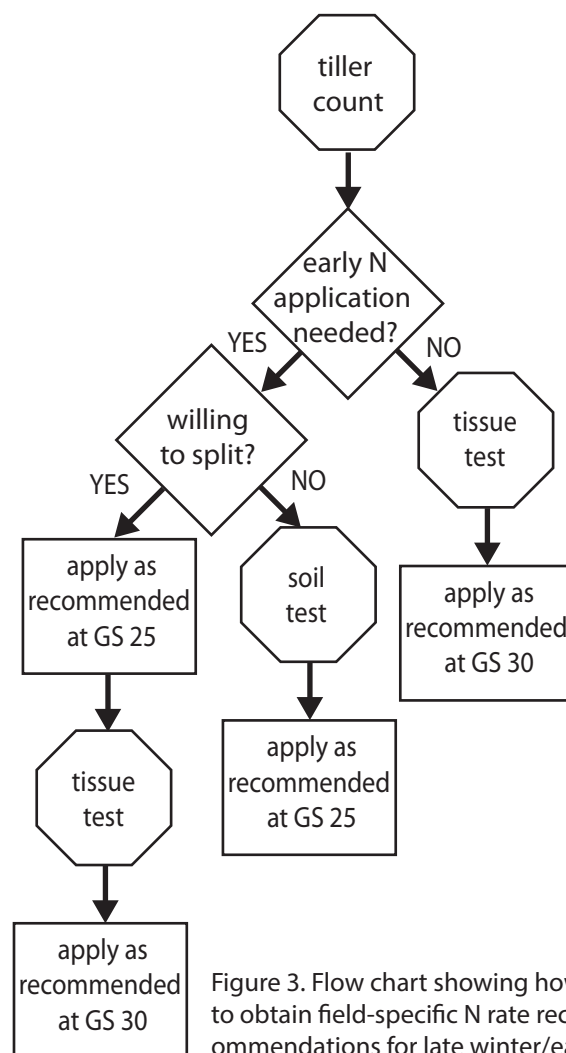 tiller
count
early N
application
needed?
YES
NO
willing
to split?
tissue
test
YES
NO
apply as
recommended
at GS 25
soil
test
apply as
recommended
at GS 30
tissue
test
apply as
recommended
at GS 25
apply as
recommended
at GS 30
Figure 3. Flow chart showing how
to obtain field-specific N rate rec
ommendations for late winter/ea